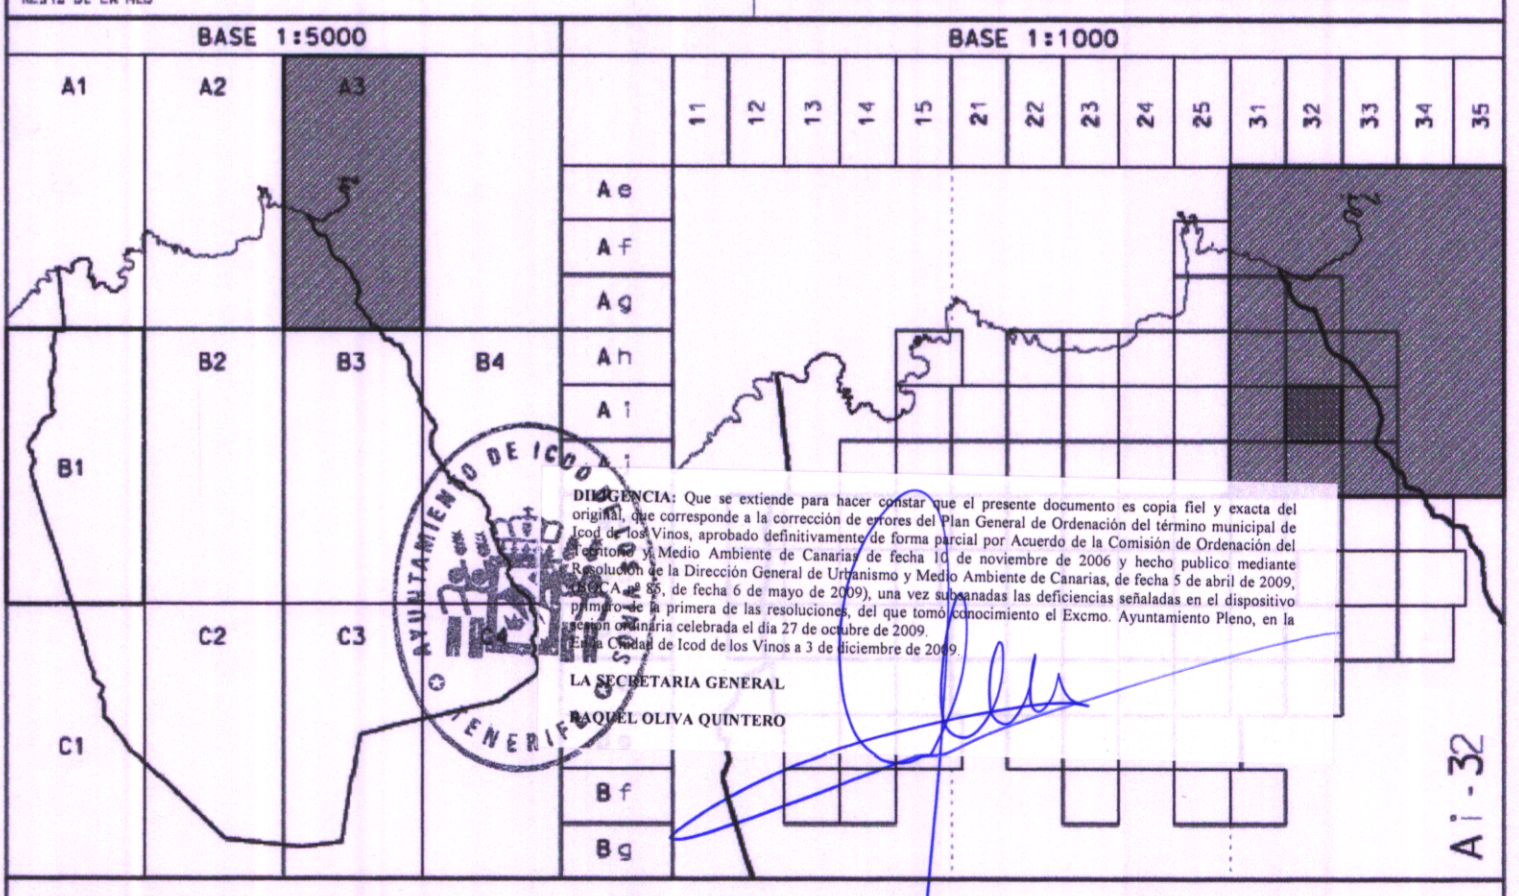 BASE 1:5000
BASE 1:1000
A1 A2 A3
11 12 13 14 15 21 22 23 24 25 31 32 33 34 35
Ae
Af
Ag
B2 B3 B4
Ah
Ai
B1
AYUNTAMIENTO DE ICOD DE LOS VINOS
TENERIFE
DILIGENCIA: Que se extiende para hacer constar que el presente documento es copia fiel y exacta del
original, que corresponde a la corrección de errores del Plan General de Ordenación del término municipal de
Icod de los Vinos, aprobado definitivamente de forma parcial por Acuerdo de la Comisión de Ordenación del
Territorio y Medio Ambiente de Canarias de fecha 10 de noviembre de 2006 y hecho publico mediante
Resolución de la Dirección General de Urbanismo y Medio Ambiente de Canarias, de fecha 5 de abril de 2009,
(BOCA nº 85, de fecha 6 de mayo de 2009), una vez subsanadas las deficiencias señaladas en el dispositivo
primero de la primera de las resoluciones, del que tomó conocimiento el Excmo. Ayuntamiento Pleno, en la
sesión ordinaria celebrada el día 27 de octubre de 2009.
En la Ciudad de Icod de los Vinos a 3 de diciembre de 2009.
LA SECRETARIA GENERAL
RAQUEL OLIVA QUINTERO
C2 C3 C4
C1
Bf
Bg
Ai-32